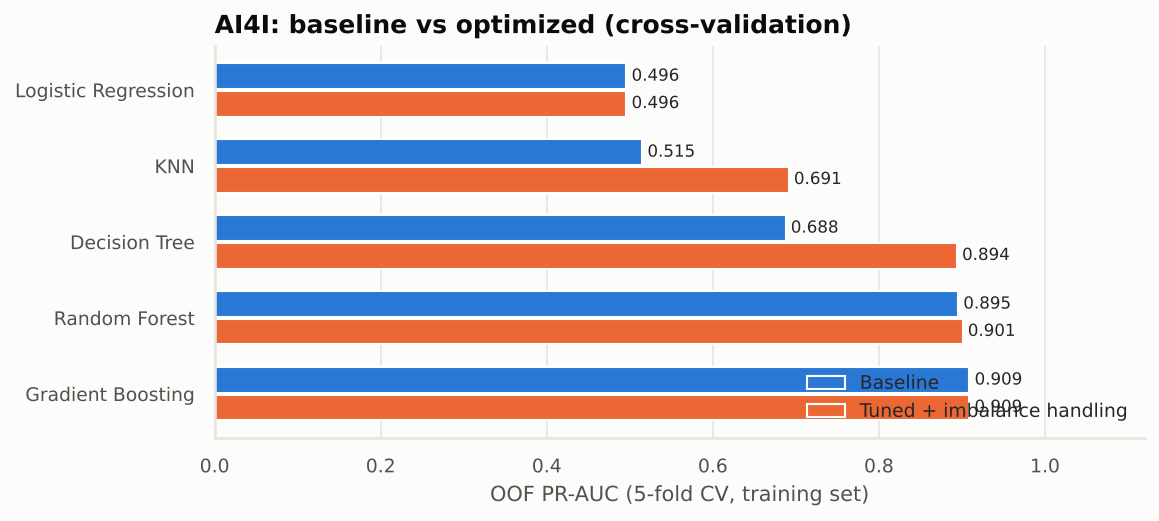 AI4I: baseline vs optimized (cross-validation)
Logistic Regression
0.496
0.496
KNN
0.515
0.691
Decision Tree
0.688
0.894
Random Forest
0.895
0.901
Gradient Boosting
0.909
0.909
Baseline
Tuned + imbalance handling
0.0 0.2 0.4 0.6 0.8 1.0
OOF PR-AUC (5-fold CV, training set)